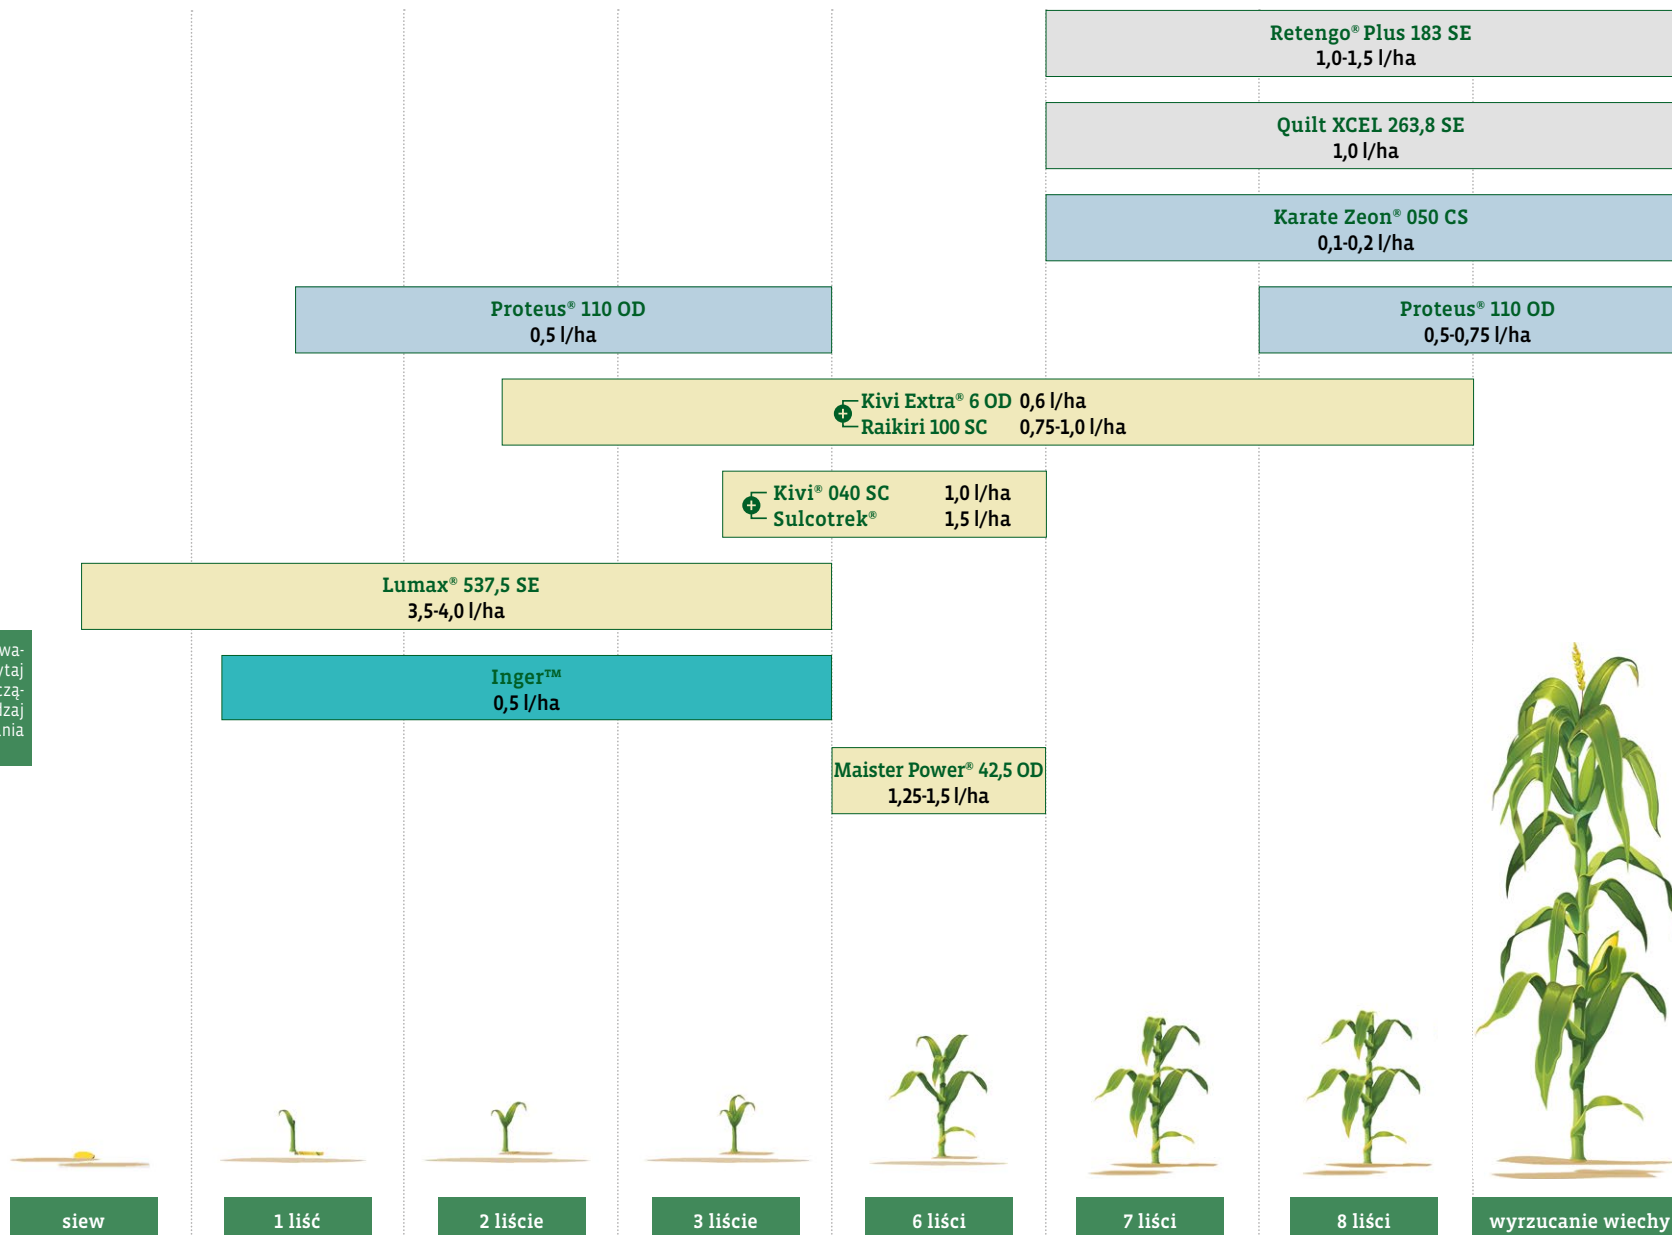 Retengo® Plus 183 SE
1,0-1,5 l/ha
Quilt XCEL 263,8 SE
1,0 l/ha
Karate Zeon® 050 CS
0,1-0,2 l/ha
Proteus® 110 OD
0,5 l/ha
Proteus® 110 OD
0,5-0,75 l/ha
Kivi Extra® 6 OD 0,6 l/ha
Raikiri 100 SC 0,75-1,0 l/ha
Kivi® 040 SC 1,0 l/ha
Sulcotrek® 1,5 l/ha
Lumax® 537,5 SE
3,5-4,0 l/ha
Inger™
0,5 l/ha
Maister Power® 42,5 OD
1,25-1,5 l/ha
siew
1 liść
2 liście
3 liście
6 liści
7 liści
8 liści
wyrzucanie wiechy